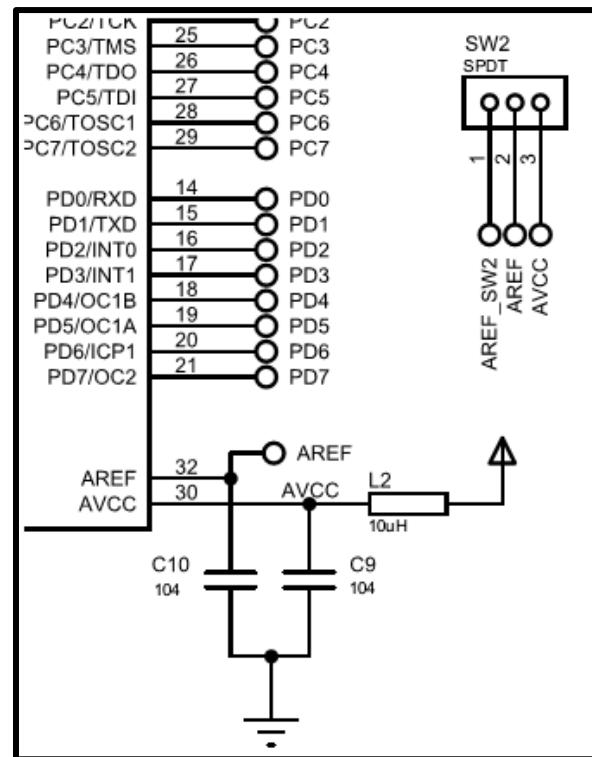 PC2/TCK PC2
PC3/TMS 25 PC3
PC4/TDO 26 PC4
PC5/TDI 27 PC5
PC6/TOSC1 28 PC6
PC7/TOSC2 29 PC7
PD0/RXD 14 PD0
PD1/TXD 15 PD1
PD2/INT0 16 PD2
PD3/INT1 17 PD3
PD4/OC1B 18 PD4
PD5/OC1A 19 PD5
PD6/ICP1 20 PD6
PD7/OC2 21 PD7
SW2
SPDT
1 2 3
AREF_SW2
AREF
AVCC
AREF
AREF 32
AVCC 30 AVCC L2
10uH
C10 C9
104 104